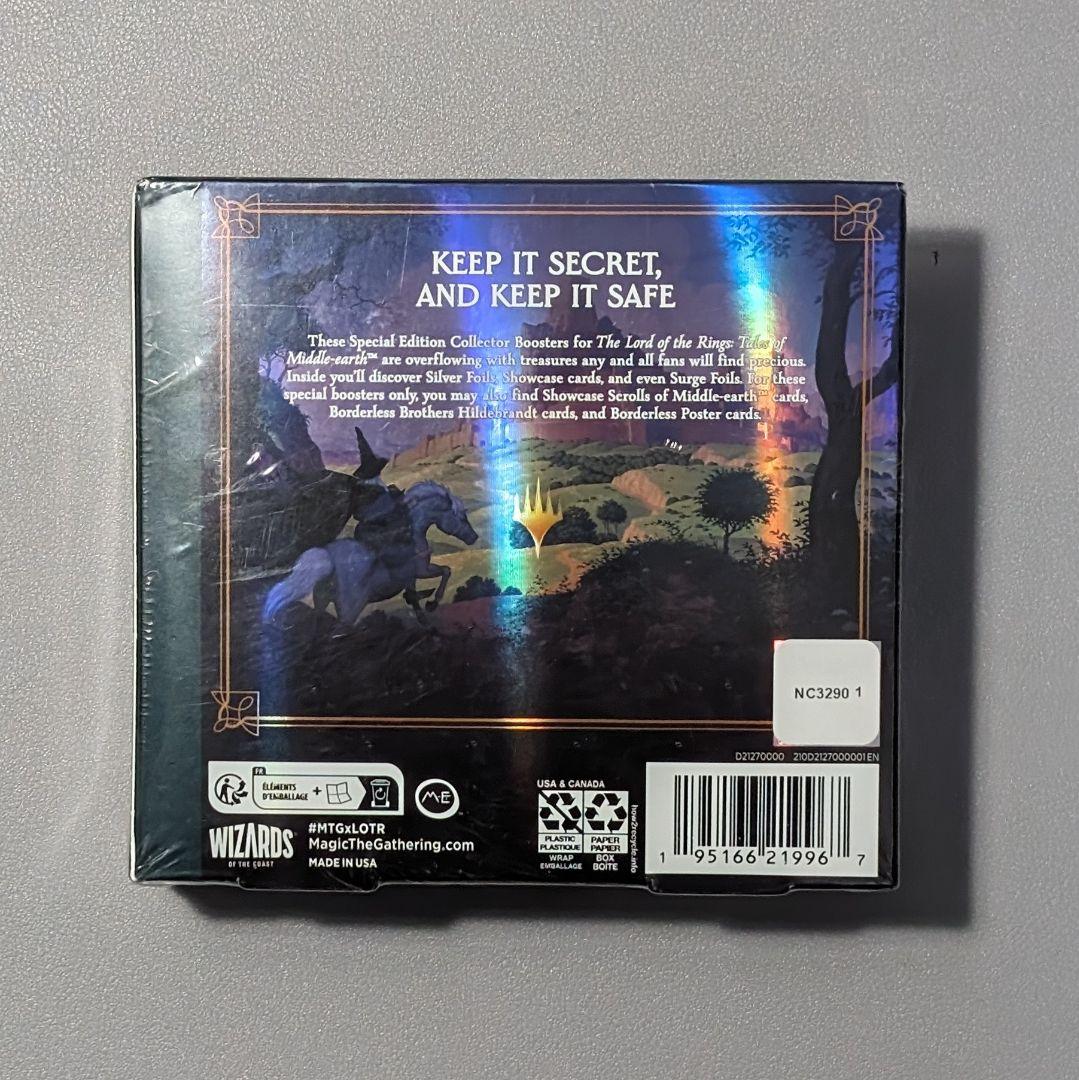 KEEP IT SECRET,
AND KEEP IT SAFE
These Special Edition Collector Boosters for The Lord of the Rings: Tales of
Middle-earth™ are overflowing with treasures any and all fans will find precious.
Inside you'll discover Silver Foils, Showcase cards, and even Surge Foils. For these
special boosters only, you may also find Showcase Scrolls of Middle-earth™ cards,
Borderless Brothers Hildebrandt cards, and Borderless Poster cards.
NC3290 1
D21270000 210D2127000001EN
FR
ÉLÉMENTS
D'EMBALLAGE +
M-E
WIZARDS
OF THE COAST
#MTGxLOTR
MagicTheGathering.com
MADE IN USA
USA & CANADA
PLASTIC
PLASTIQUE
WRAP
EMBALLAGE
PAPER
PAPIER
BOX
BOÎTE
how2recycle.info
1 95166 21996 7